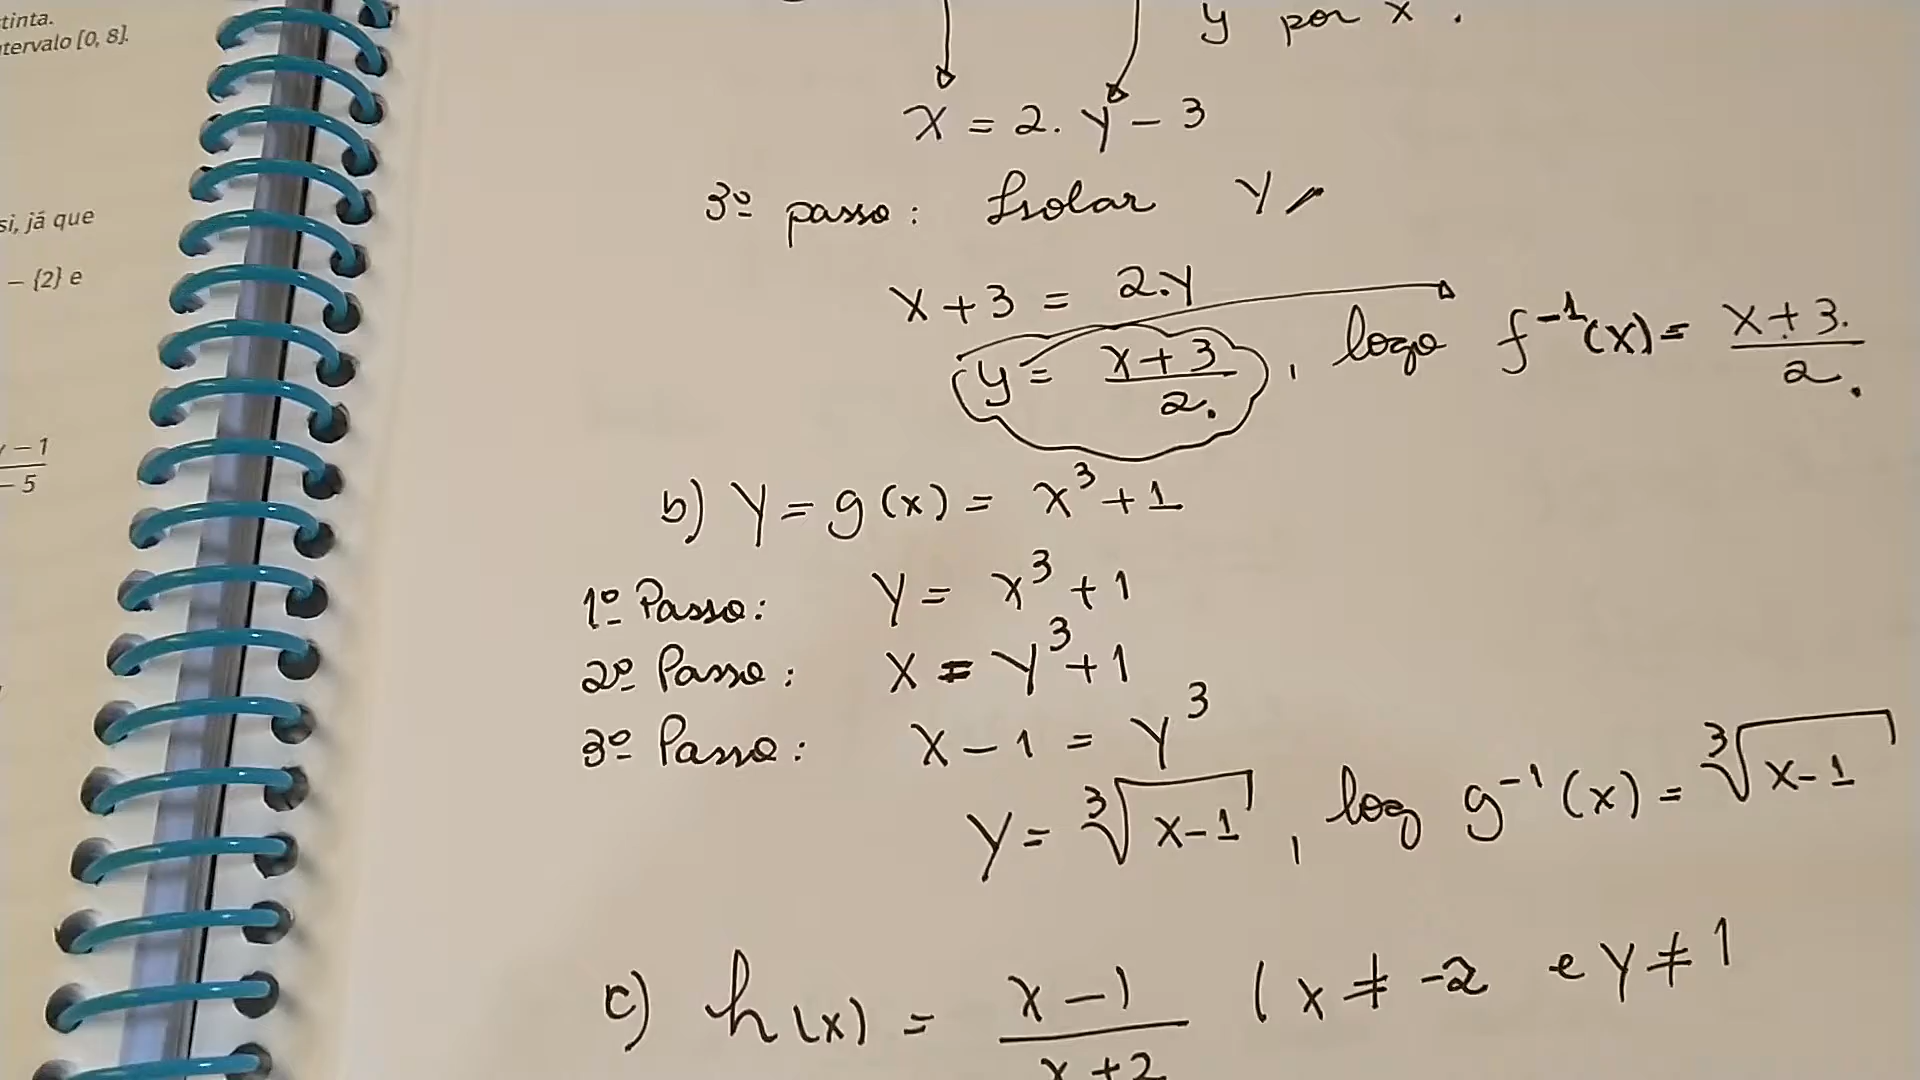 tinta.
ntervalo [0, 8].
si, já que
– {2} e
y – 1
– 5
y por x .
x = 2. y – 3
3º passo: Isolar y
x + 3 = 2.y
y = x + 3 / 2. , logo f⁻¹(x) = x + 3. / 2.
b) y = g (x) = x³ + 1
1º Passo: y = x³ + 1
2º Passo: x = y³ + 1
3º Passo: x – 1 = y³
y = ∛(x-1) , log g⁻¹(x) = ∛(x-1)
c) h(x) = x – 1 / x + 2 ( x ≠ -2 e y ≠ 1